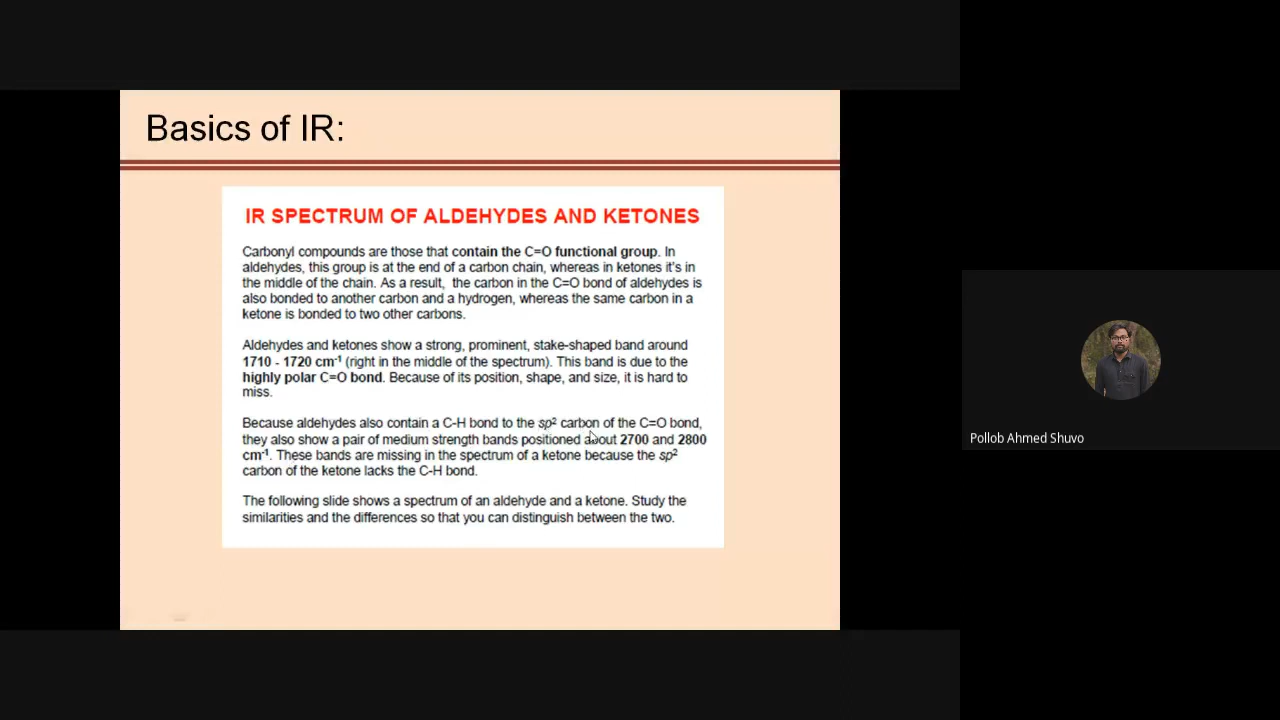 Basics of IR:
IR SPECTRUM OF ALDEHYDES AND KETONES
Carbonyl compounds are those that contain the C=O functional group. In
aldehydes, this group is at the end of a carbon chain, whereas in ketones it's in
the middle of the chain. As a result, the carbon in the C=O bond of aldehydes is
also bonded to another carbon and a hydrogen, whereas the same carbon in a
ketone is bonded to two other carbons.
Aldehydes and ketones show a strong, prominent, stake-shaped band around
1710 - 1720 cm⁻¹ (right in the middle of the spectrum). This band is due to the
highly polar C=O bond. Because of its position, shape, and size, it is hard to
miss.
Because aldehydes also contain a C-H bond to the sp² carbon of the C=O bond,
they also show a pair of medium strength bands positioned about 2700 and 2800
cm⁻¹. These bands are missing in the spectrum of a ketone because the sp²
carbon of the ketone lacks the C-H bond.
The following slide shows a spectrum of an aldehyde and a ketone. Study the
similarities and the differences so that you can distinguish between the two.
Pollob Ahmed Shuvo